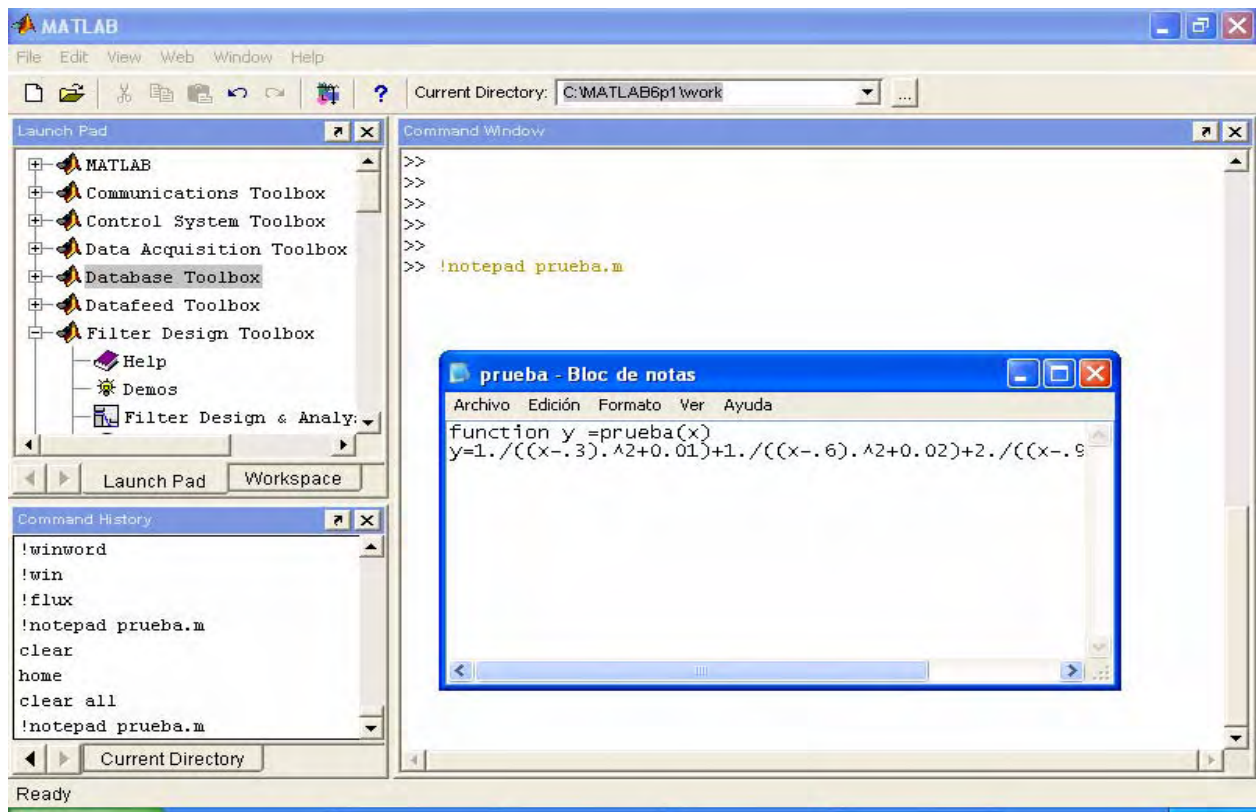 MATLAB
File Edit View Web Window Help
? Current Directory: C:\MATLAB6p1\work ...
Launch Pad
MATLAB
Communications Toolbox
Control System Toolbox
Data Acquisition Toolbox
Database Toolbox
Datafeed Toolbox
Filter Design Toolbox
Help
Demos
Filter Design & Analy
Launch Pad Workspace
Command History
!winword
!win
!flux
!notepad prueba.m
clear
home
clear all
!notepad prueba.m
Current Directory
Command Window
>>
>>
>>
>>
>>
>> !notepad prueba.m
prueba - Bloc de notas
Archivo Edición Formato Ver Ayuda
function y =prueba(x)
y=1./((x-.3).^2+0.01)+1./((x-.6).^2+0.02)+2./((x-.9
Ready